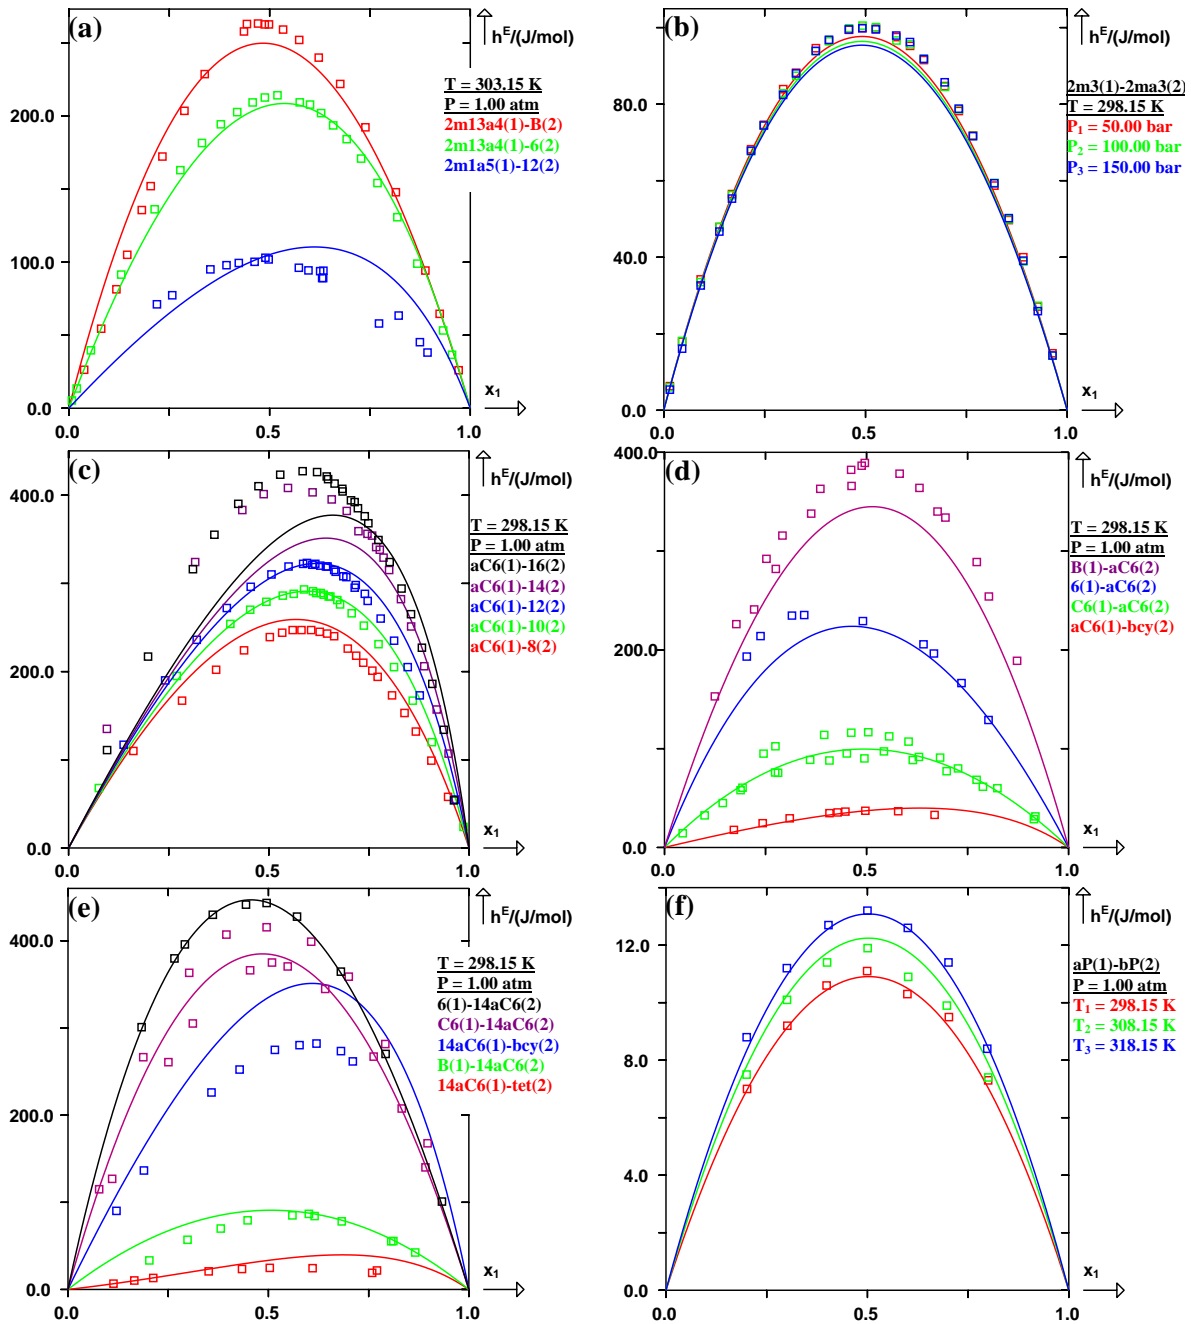 (a)
hᴱ/(J/mol)
200.0
100.0
0.0
T = 303.15 K
P = 1.00 atm
2m13a4(1)-B(2)
2m13a4(1)-6(2)
2m1a5(1)-12(2)
x₁
0.0
0.5
1.0
(b)
hᴱ/(J/mol)
80.0
40.0
0.0
2m3(1)-2ma3(2)
T = 298.15 K
P₁ = 50.00 bar
P₂ = 100.00 bar
P₃ = 150.00 bar
x₁
0.0
0.5
1.0
(c)
hᴱ/(J/mol)
400.0
200.0
0.0
T = 298.15 K
P = 1.00 atm
aC6(1)-16(2)
aC6(1)-14(2)
aC6(1)-12(2)
aC6(1)-10(2)
aC6(1)-8(2)
x₁
0.0
0.5
1.0
(d)
hᴱ/(J/mol)
400.0
200.0
0.0
T = 298.15 K
P = 1.00 atm
B(1)-aC6(2)
6(1)-aC6(2)
C6(1)-aC6(2)
aC6(1)-bcy(2)
x₁
0.0
0.5
1.0
(e)
hᴱ/(J/mol)
400.0
200.0
0.0
T = 298.15 K
P = 1.00 atm
6(1)-14aC6(2)
C6(1)-14aC6(2)
14aC6(1)-bcy(2)
B(1)-14aC6(2)
14aC6(1)-tet(2)
x₁
0.0
0.5
1.0
(f)
hᴱ/(J/mol)
12.0
8.0
4.0
0.0
aP(1)-bP(2)
P = 1.00 atm
T₁ = 298.15 K
T₂ = 308.15 K
T₃ = 318.15 K
x₁
0.0
0.5
1.0